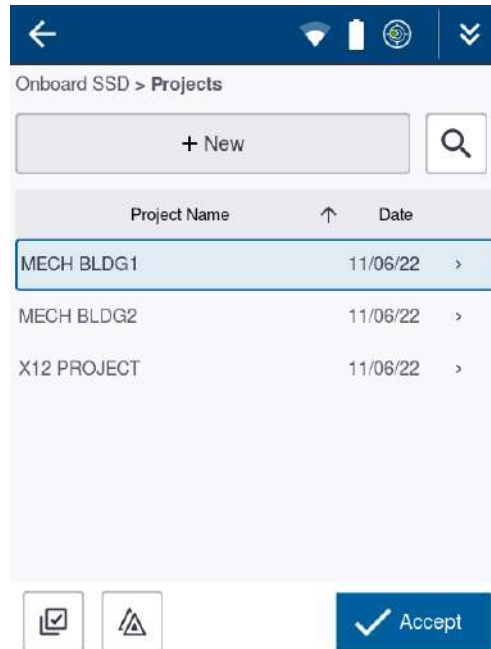 Onboard SSD > Projects
+ New
Project Name ↑ Date
MECH BLDG1 11/06/22 >
MECH BLDG2 11/06/22 >
X12 PROJECT 11/06/22 >
Accept